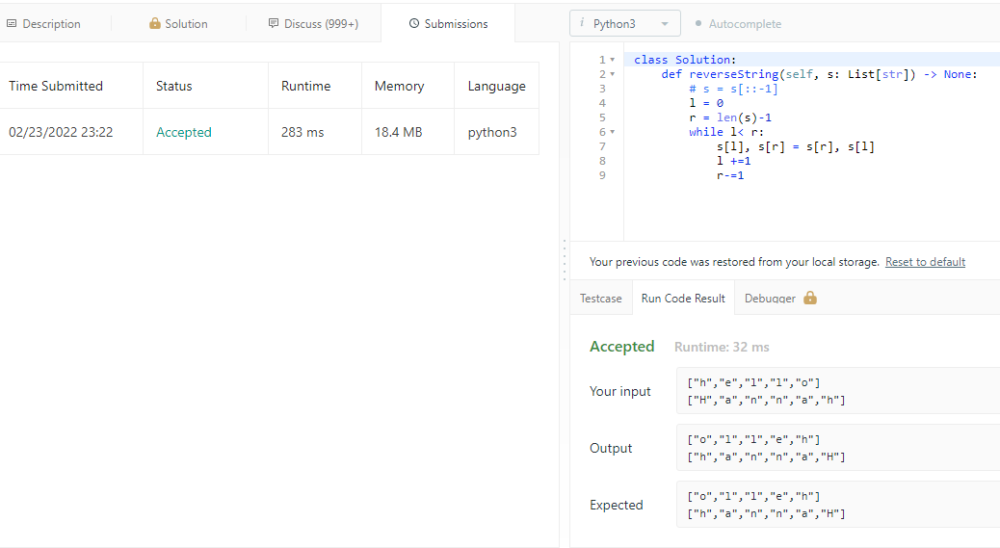 Description Solution Discuss (999+) Submissions
Time Submitted Status Runtime Memory Language
02/23/2022 23:22 Accepted 283 ms 18.4 MB python3
i Python3 Autocomplete
1 class Solution:
2 def reverseString(self, s: List[str]) -> None:
3 # s = s[::-1]
4 l = 0
5 r = len(s)-1
6 while l< r:
7 s[l], s[r] = s[r], s[l]
8 l +=1
9 r-=1
Your previous code was restored from your local storage. Reset to default
Testcase Run Code Result Debugger
Accepted Runtime: 32 ms
Your input
["h","e","l","l","o"]
["H","a","n","n","a","h"]
Output
["o","l","l","e","h"]
["h","a","n","n","a","H"]
Expected
["o","l","l","e","h"]
["h","a","n","n","a","H"]